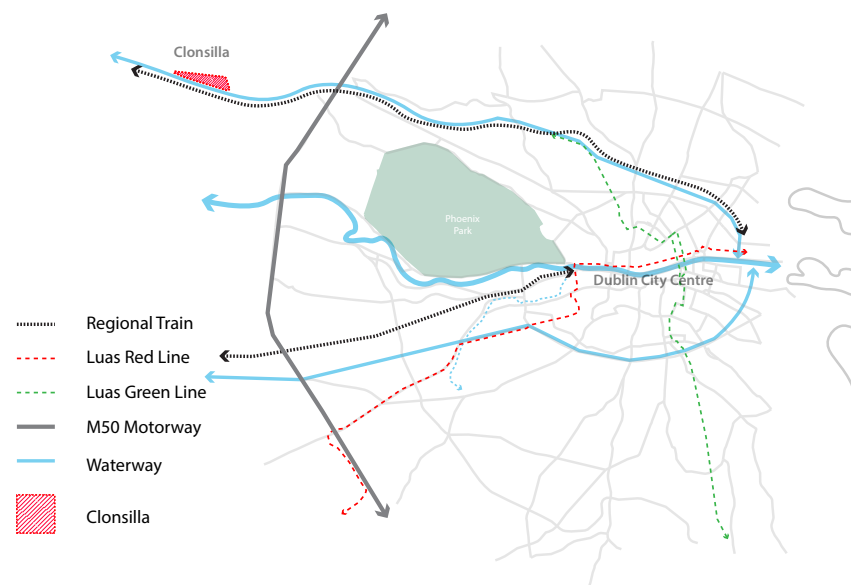 Clonsilla
Phoenix
Park
Dublin City Centre
Regional Train
Luas Red Line
Luas Green Line
M50 Motorway
Waterway
Clonsilla